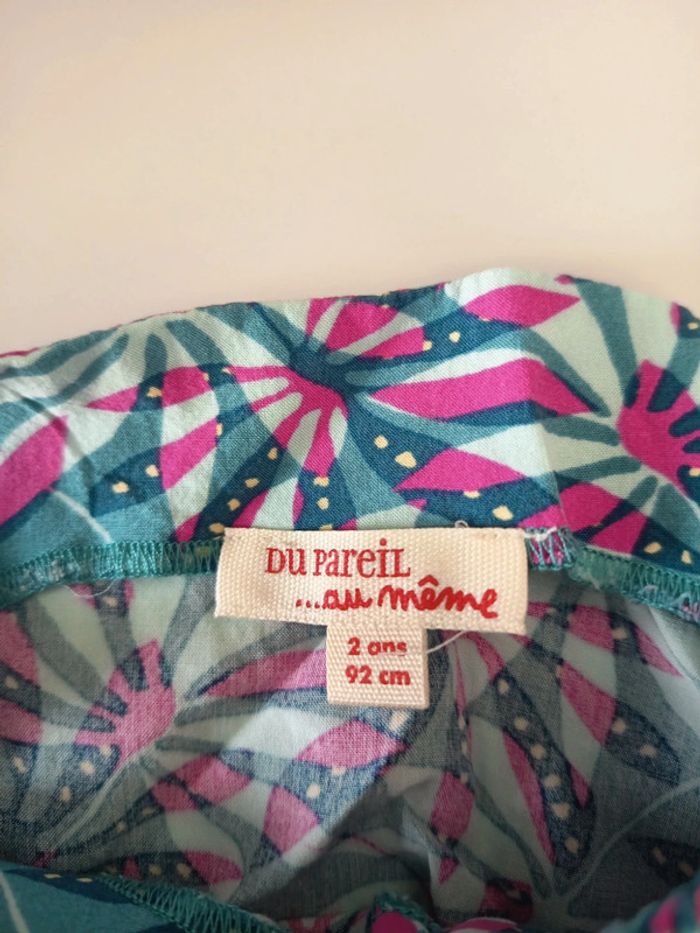 Du Pareil
...au même
2 ans
92 cm